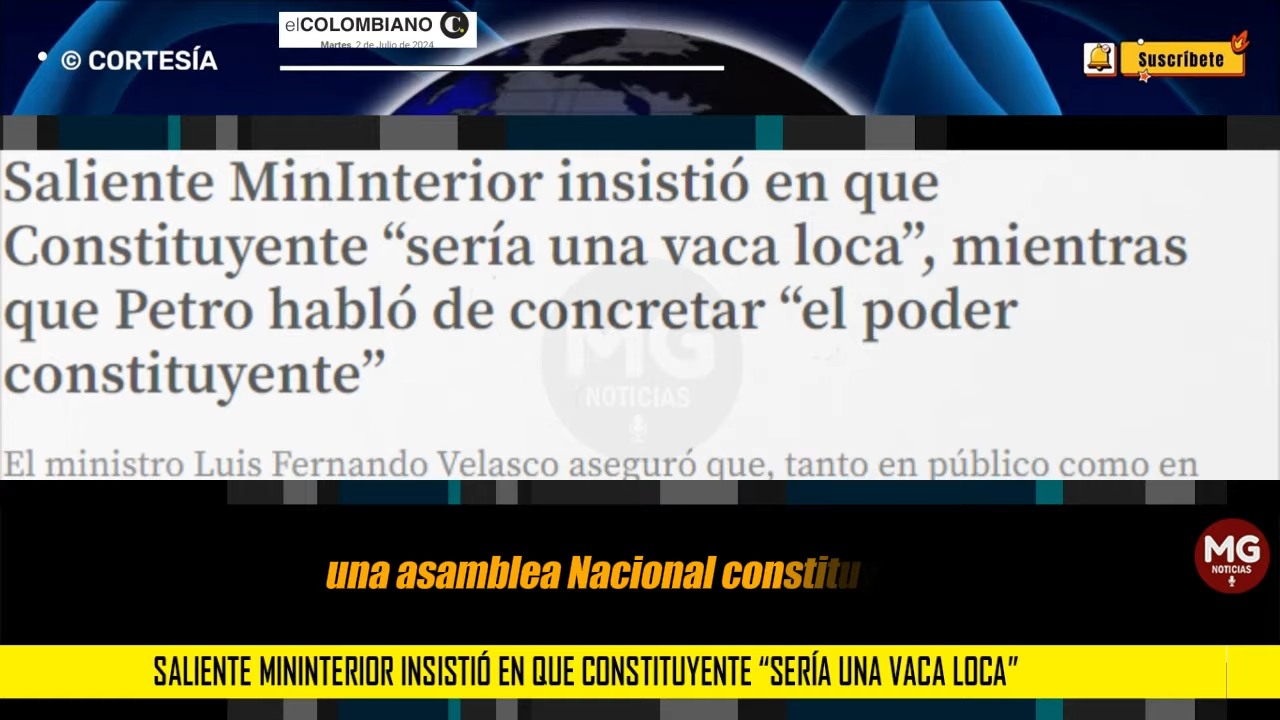 elCOLOMBIANO C
Martes, 2 de Julio de 2024
© CORTESÍA
Suscríbete
Saliente MinInterior insistió en que
Constituyente “sería una vaca loca”, mientras
que Petro habló de concretar “el poder
constituyente”
MG
NOTICIAS
El ministro Luis Fernando Velasco aseguró que, tanto en público como en
una asamblea Nacional constitu
MG
NOTICIAS
SALIENTE MININTERIOR INSISTIÓ EN QUE CONSTITUYENTE “SERÍA UNA VACA LOCA”